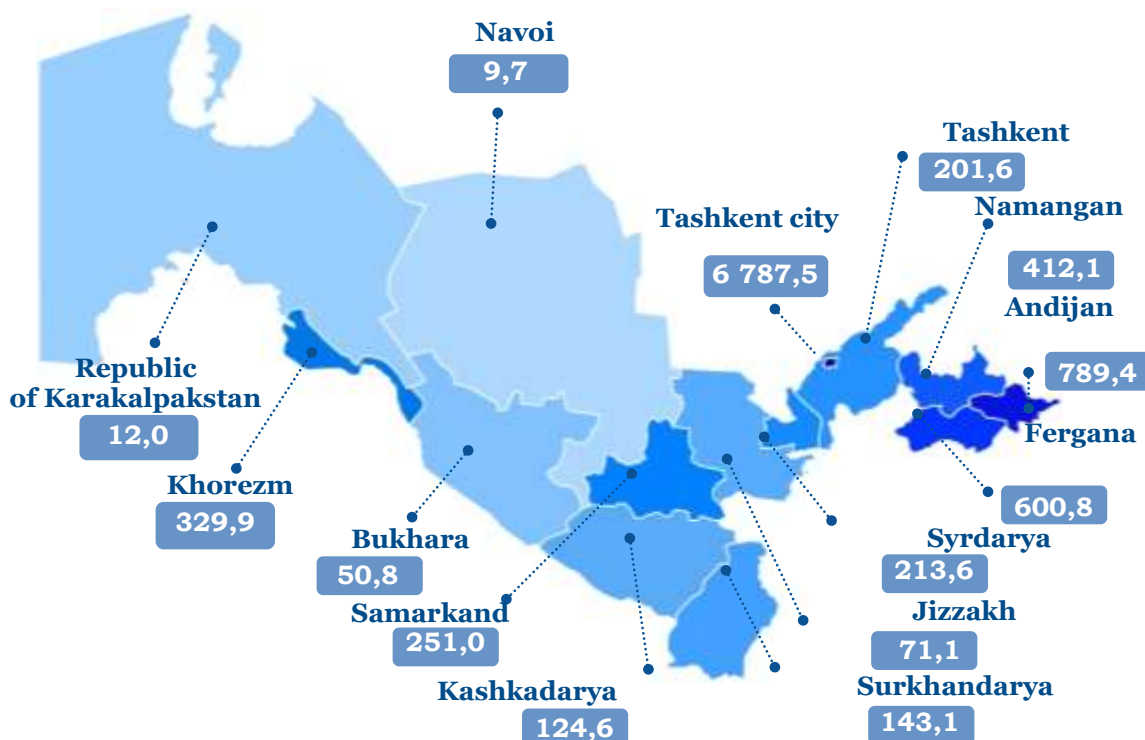 Navoi
9,7
Tashkent
201,6
Namangan
412,1
Tashkent city
6 787,5
Andijan
789,4
Fergana
600,8
Republic
of Karakalpakstan
12,0
Khorezm
329,9
Bukhara
50,8
Samarkand
251,0
Kashkadarya
124,6
Syrdarya
213,6
Jizzakh
71,1
Surkhandarya
143,1